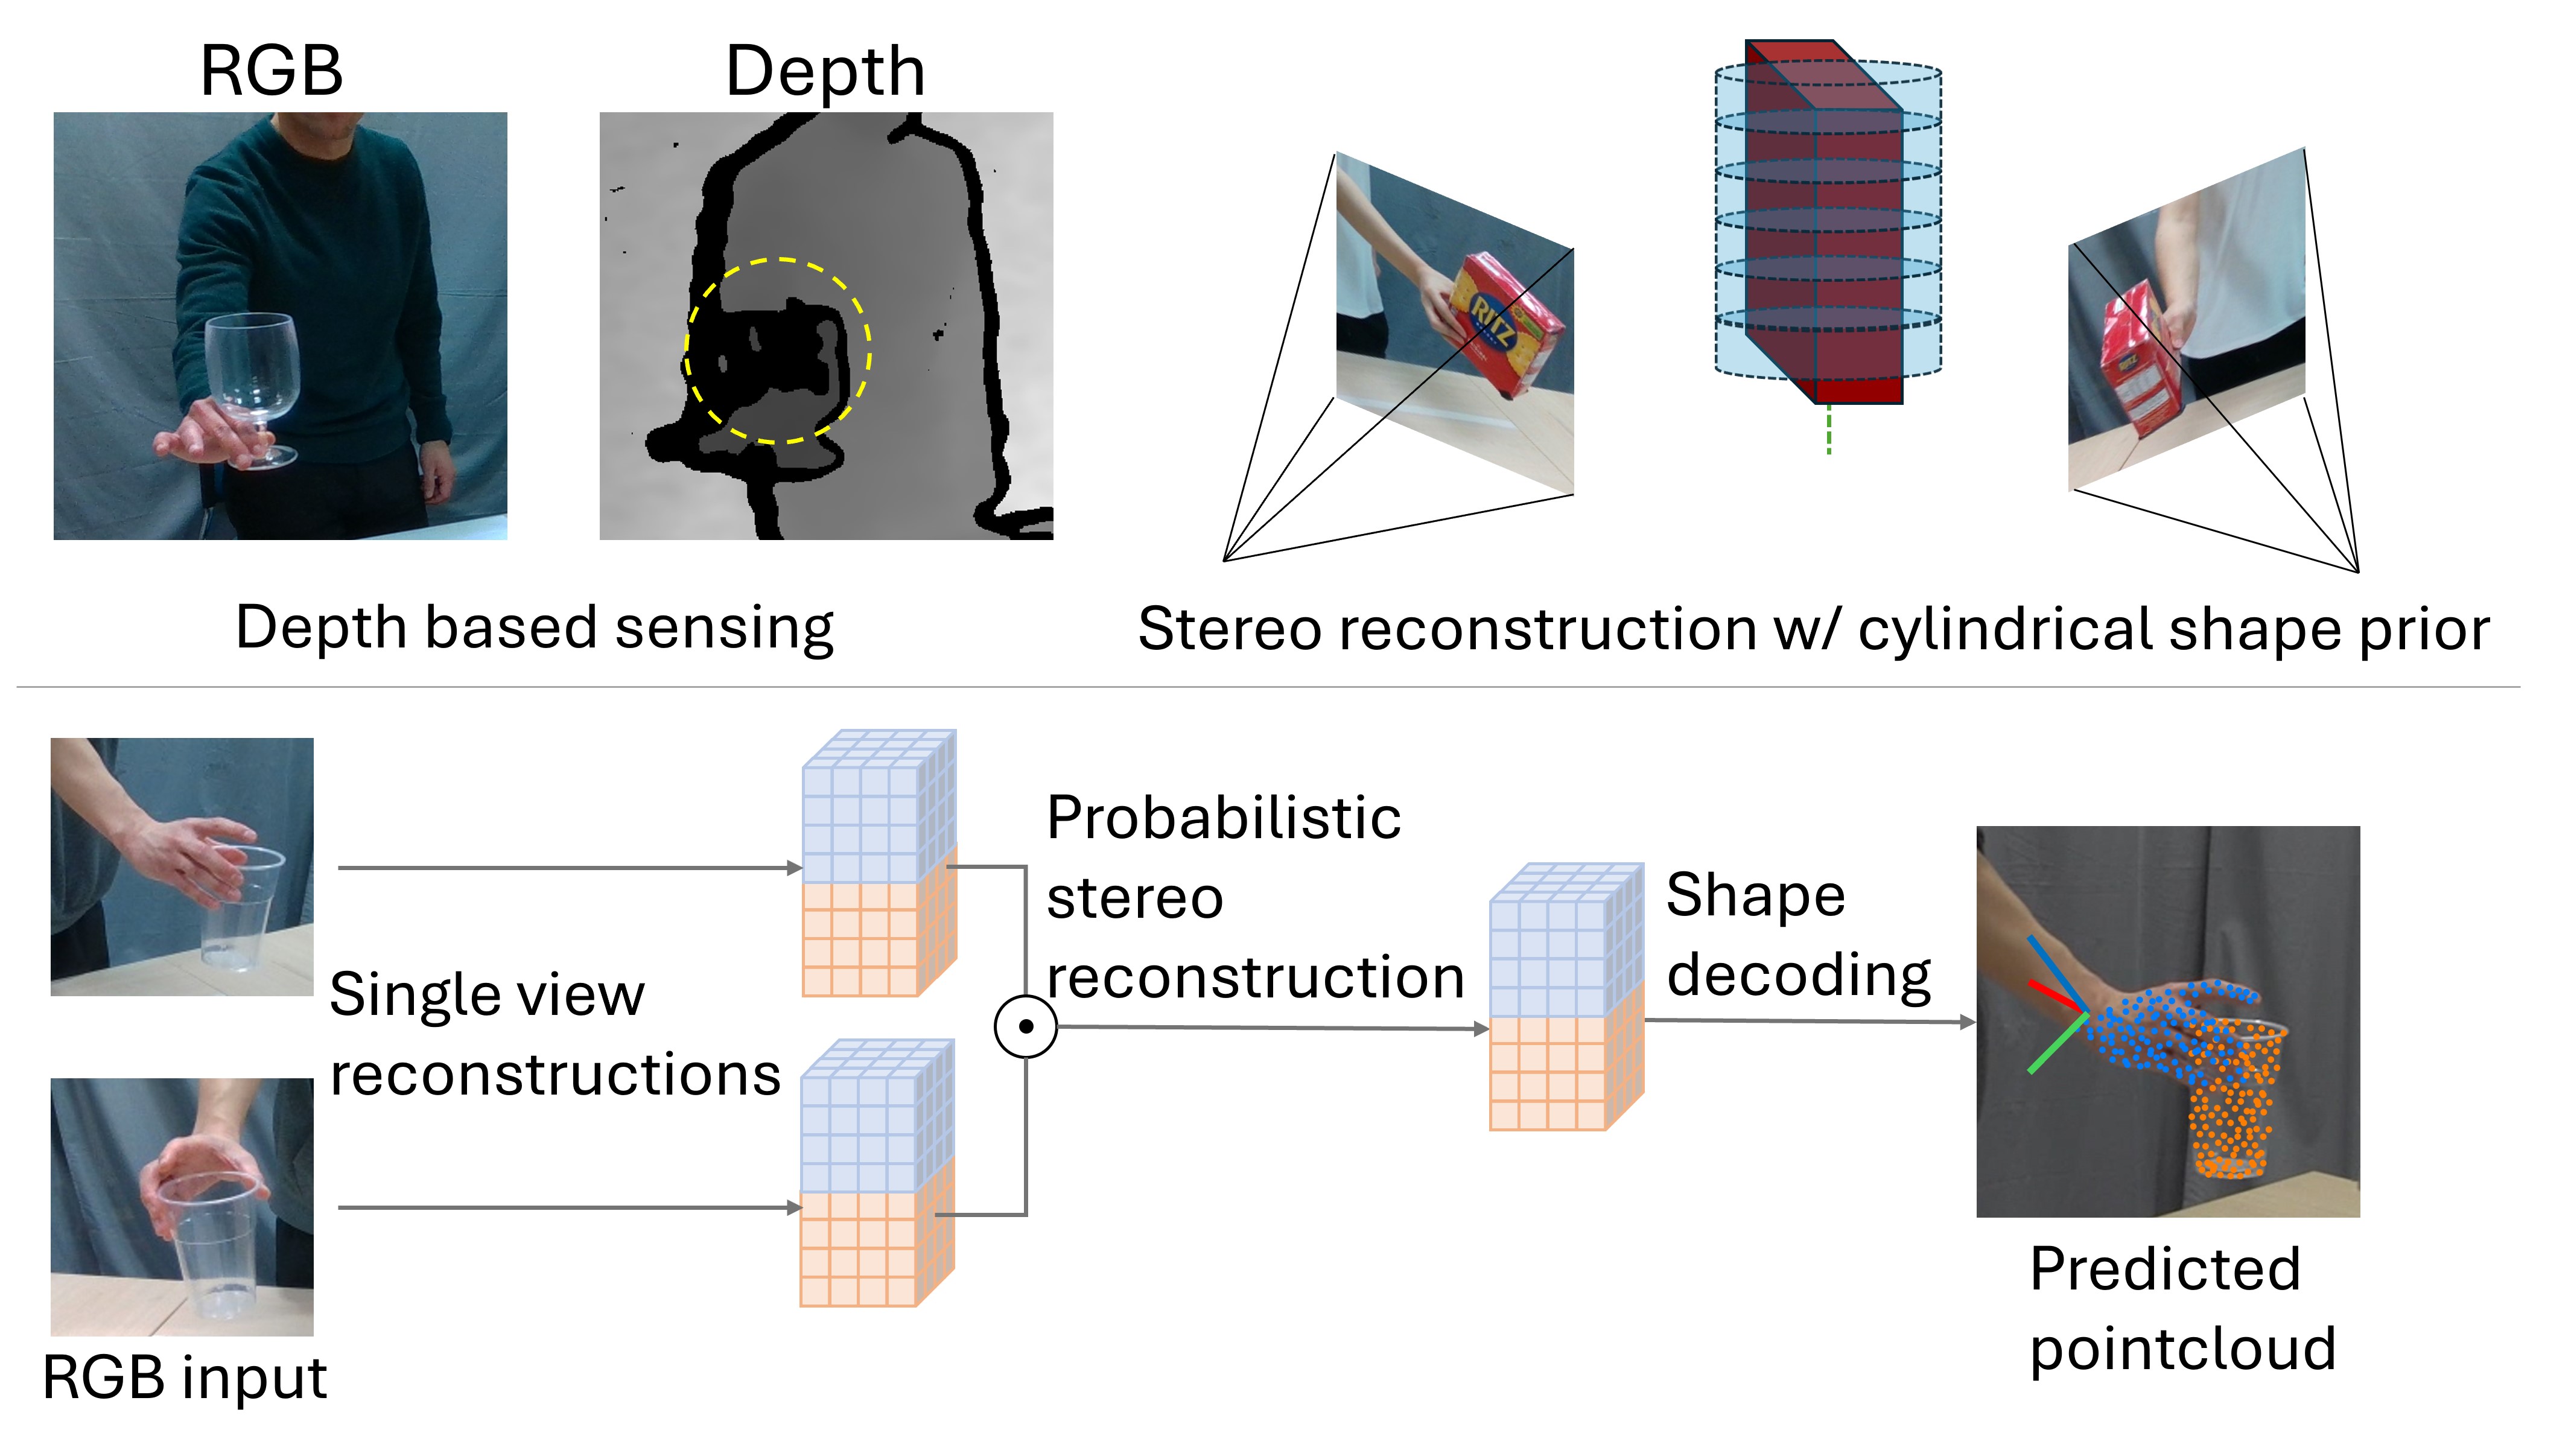 RGB
Depth
RITZ
RITZ
Depth based sensing
Stereo reconstruction w/ cylindrical shape prior
Single view
reconstructions
Probabilistic
stereo
reconstruction
Shape
decoding
RGB input
Predicted
pointcloud